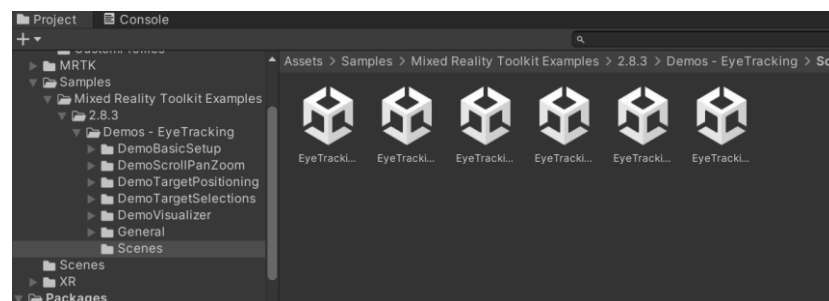 Project
Console
MRTK
Assets > Samples > Mixed Reality Toolkit Examples > 2.8.3 > Demos - EyeTracking > Sc
Samples
Mixed Reality Toolkit Examples
2.8.3
Demos - EyeTracking
DemoBasicSetup
DemoScrollPanZoom
DemoTargetPositioning
DemoTargetSelections
DemoVisualizer
General
Scenes
Scenes
XR
Packages
EyeTracki...
EyeTracki...
EyeTracki...
EyeTracki...
EyeTracki...
EyeTracki...